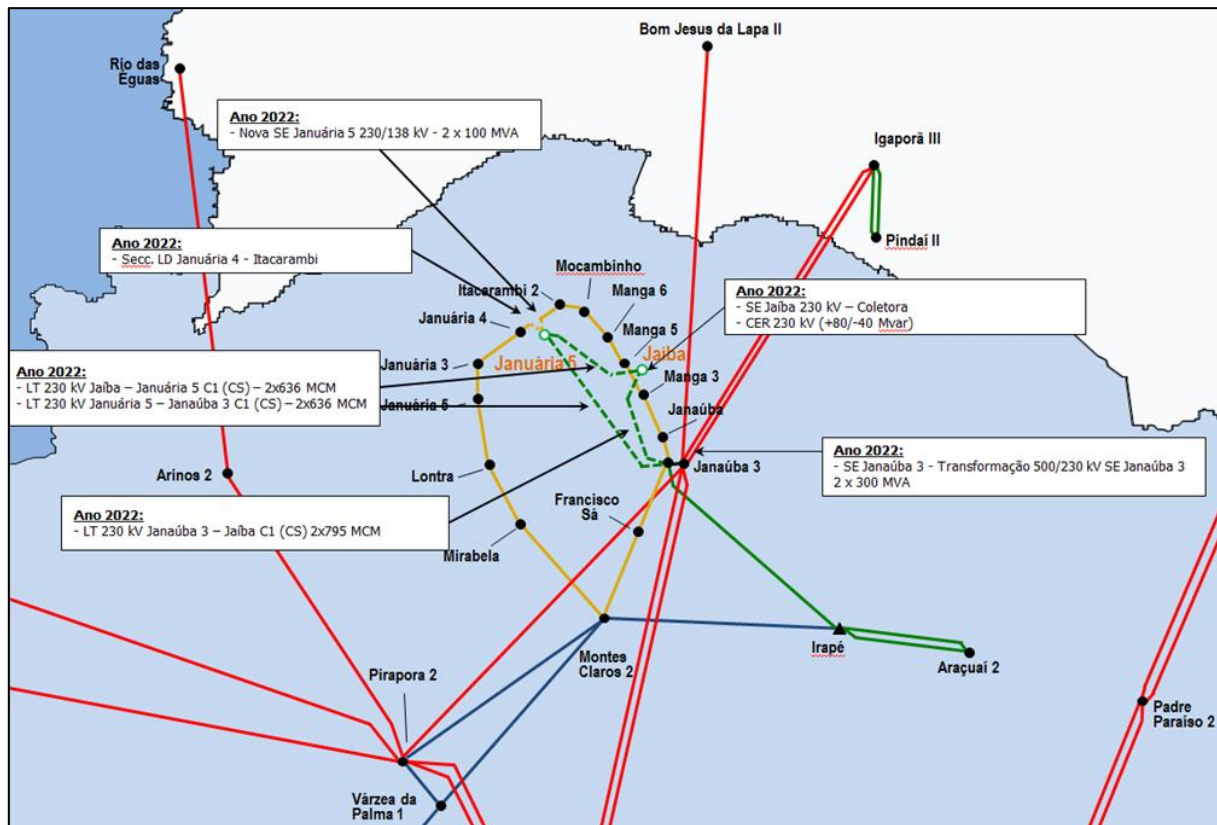 Bom Jesus da Lapa II
Rio das
Éguas
Ano 2022:
- Nova SE Januária 5 230/138 kV - 2 x 100 MVA
Igaporã III
Pindaí II
Ano 2022:
- Secc. LD Januária 4 - Itacarambi
Mocambinho
Itacarambi 2
Manga 6
Ano 2022:
- SE Jaíba 230 kV – Coletora
- CER 230 kV (+80/-40 Mvar)
Januária 4
Manga 5
Januária 5
Jaíba
Januária 3
Ano 2022:
- LT 230 kV Jaíba – Januária 5 C1 (CS) – 2x636 MCM
- LT 230 kV Januária 5 – Janaúba 3 C1 (CS) – 2x636 MCM
Manga 3
Januária 5
Janaúba
Ano 2022:
- SE Janaúba 3 - Transformação 500/230 kV SE Janaúba 3
2 x 300 MVA
Arinos 2
Lontra
Janaúba 3
Ano 2022:
- LT 230 kV Janaúba 3 – Jaíba C1 (CS) 2x795 MCM
Francisco
Sá
Mirabela
Irapé
Montes
Claros 2
Araçuaí 2
Pirapora 2
Padre
Paraíso 2
Várzea da
Palma 1